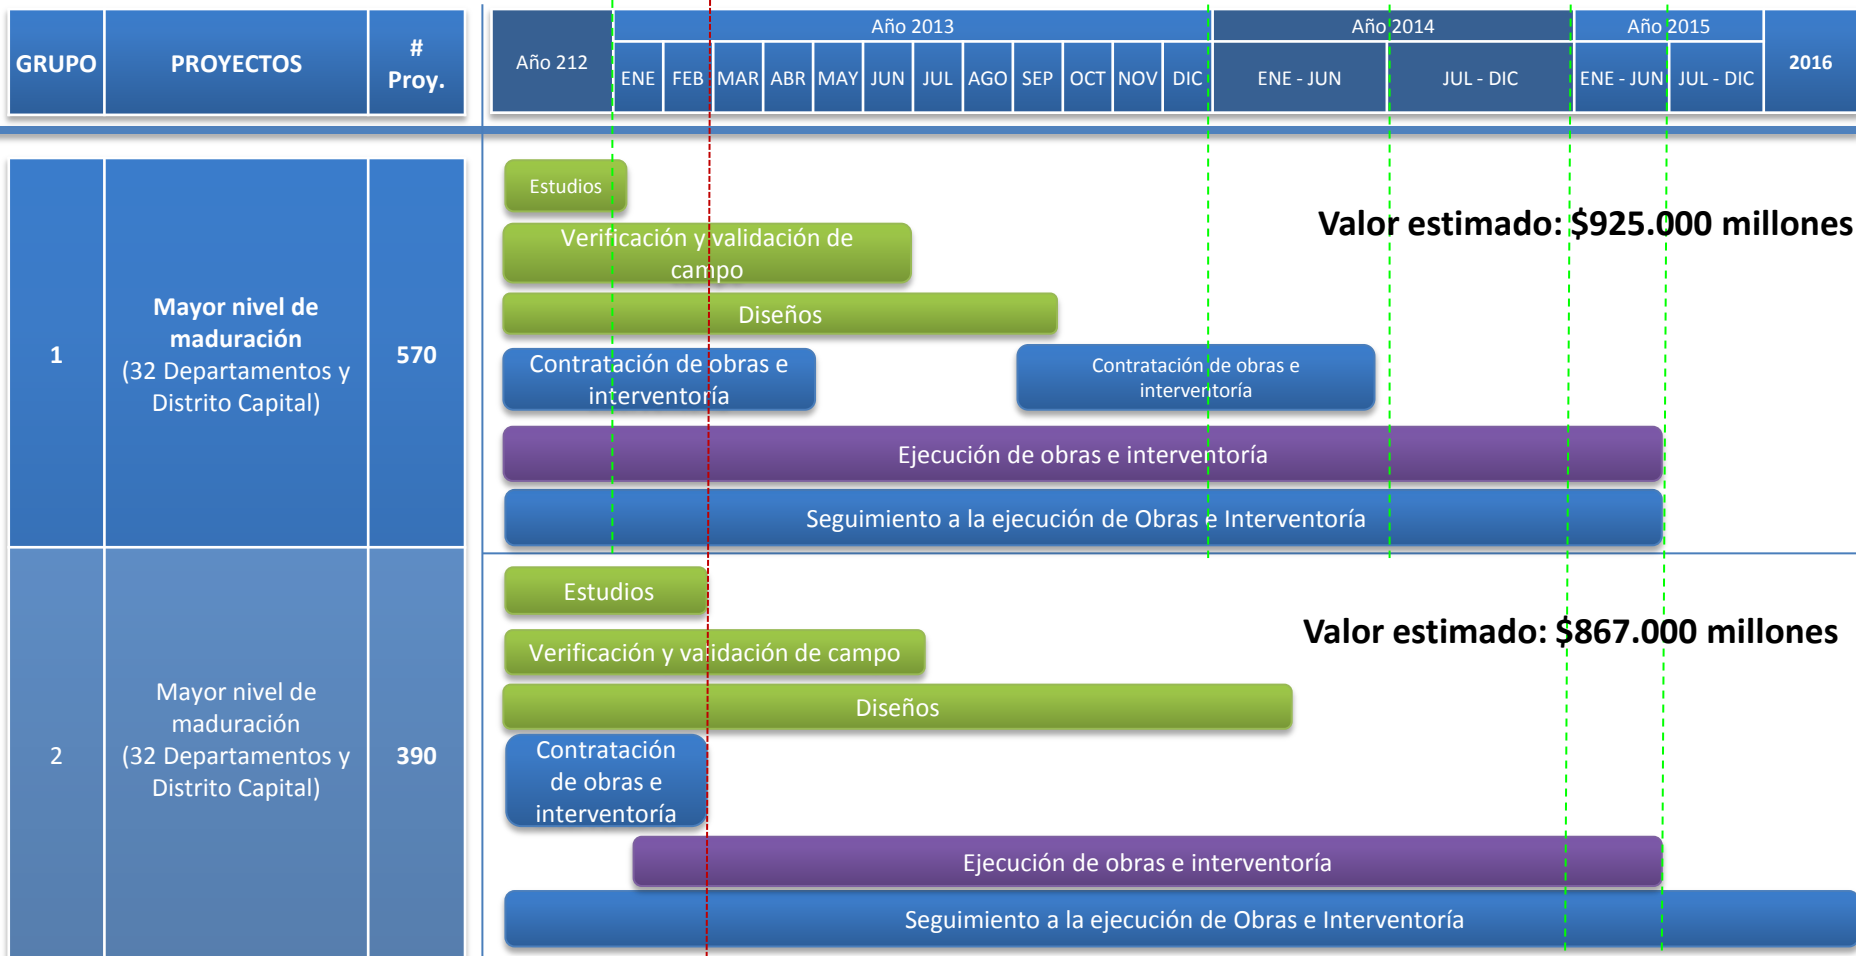 GRUPO
PROYECTOS
#
Proy.
Año 212
Año 2013
Año 2014
Año 2015
2016
ENE
FEB
MAR
ABR
MAY
JUN
JUL
AGO
SEP
OCT
NOV
DIC
ENE - JUN
JUL - DIC
ENE - JUN
JUL - DIC
1
Mayor nivel de
maduración
(32 Departamentos y
Distrito Capital)
570
Estudios
Verificación y validación de
campo
Valor estimado: $925.000 millones
Diseños
Contratación de obras e
interventoría
Contratación de obras e
interventoría
Ejecución de obras e interventoría
Seguimiento a la ejecución de Obras e Interventoría
2
Mayor nivel de
maduración
(32 Departamentos y
Distrito Capital)
390
Estudios
Verificación y validación de campo
Valor estimado: $867.000 millones
Diseños
Contratación
de obras e
interventoría
Ejecución de obras e interventoría
Seguimiento a la ejecución de Obras e Interventoría